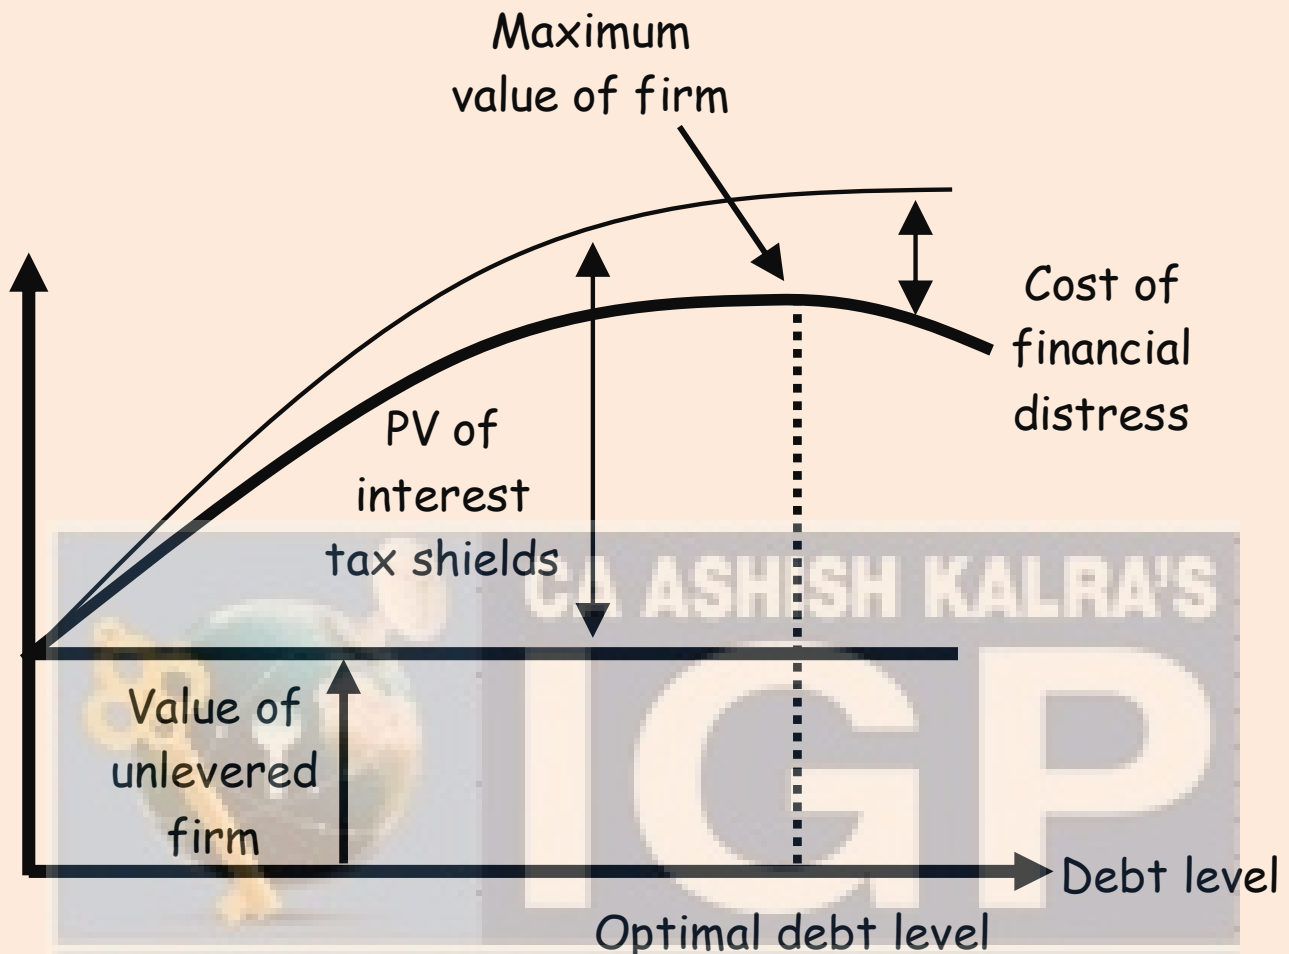 Maximum
value of firm
Cost of
financial
distress
PV of
interest
tax shields
CA ASHISH KALRA'S
IGP
Value of
unlevered
firm
Debt level
Optimal debt level